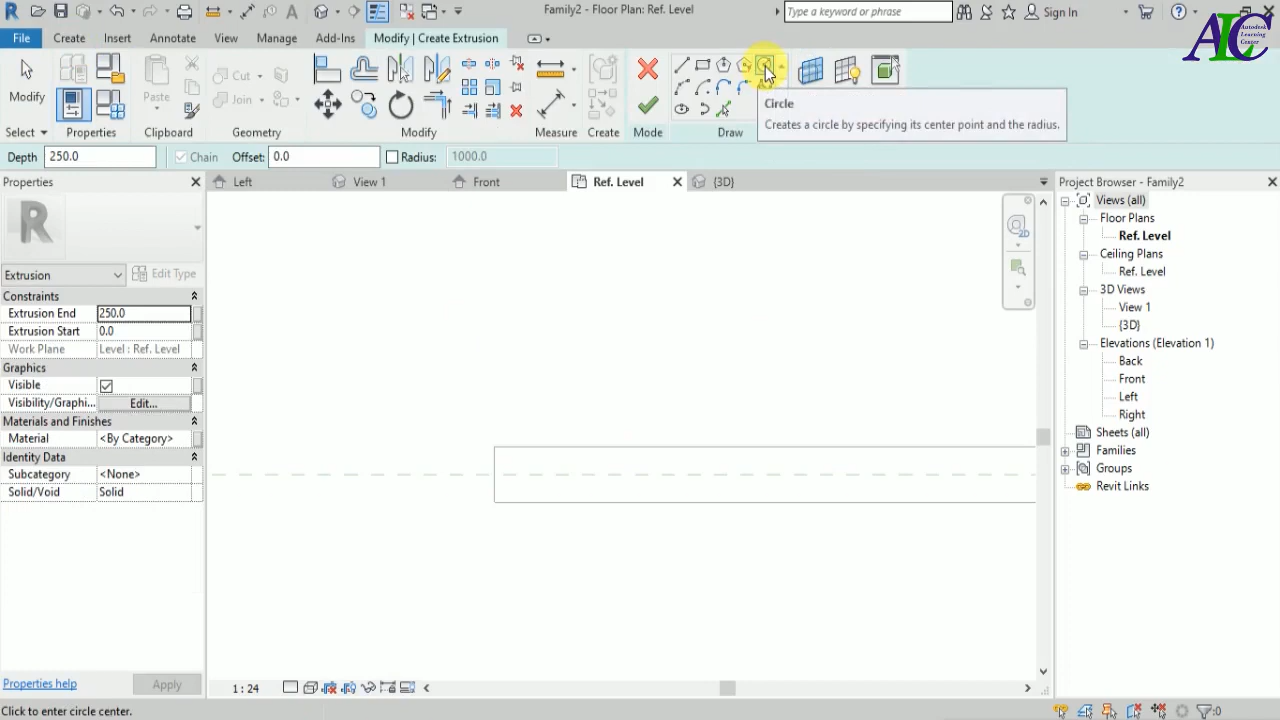 Family2 - Floor Plan: Ref. Level
Type a keyword or phrase
Sign In
ALC
Autodesk
Learning
Center
File
Create
Insert
Annotate
View
Manage
Add-Ins
Modify | Create Extrusion
Modify
Paste
Cut
Join
Select
Properties
Clipboard
Geometry
Modify
Measure
Create
Mode
Draw
Circle
Creates a circle by specifying its center point and the radius.
Depth
250.0
Chain
Offset:
0.0
Radius:
1000.0
Properties
Left
View 1
Front
Ref. Level
{3D}
Project Browser - Family2
Extrusion
Edit Type
Constraints
Extrusion End
250.0
Extrusion Start
0.0
Work Plane
Level : Ref. Level
Graphics
Visible
Visibility/Graphi...
Edit...
Materials and Finishes
Material
<By Category>
Identity Data
Subcategory
<None>
Solid/Void
Solid
Properties help
Apply
2D
Views (all)
Floor Plans
Ref. Level
Ceiling Plans
Ref. Level
3D Views
View 1
{3D}
Elevations (Elevation 1)
Back
Front
Left
Right
Sheets (all)
Families
Groups
Revit Links
1 : 24
Click to enter circle center.
:0